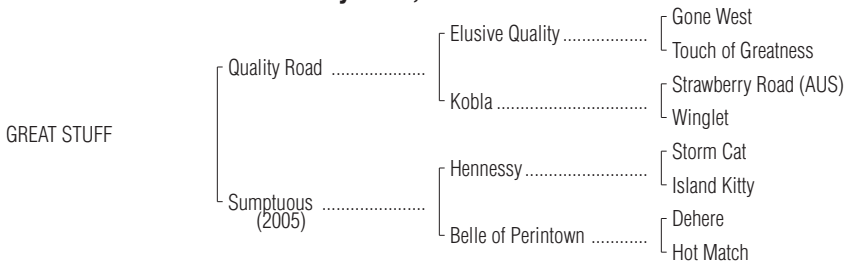 Gone West
Elusive Quality ..................
Touch of Greatness
Quality Road ....................
Strawberry Road (AUS)
Kobla ................................
Winglet
GREAT STUFF
Storm Cat
Hennessy ..........................
Island Kitty
Sumptuous ......................
(2005)
Dehere
Belle of Perintown ............
Hot Match